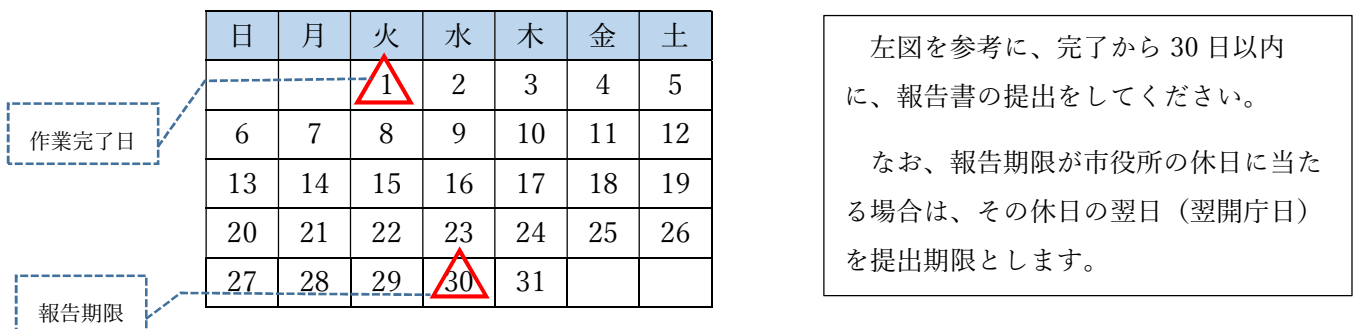 日 月 火 水 木 金 土
1 2 3 4 5
作業完了日
6 7 8 9 10 11 12
13 14 15 16 17 18 19
20 21 22 23 24 25 26
27 28 29 30 31
報告期限
左図を参考に、完了から 30 日以内
に、報告書の提出をしてください。
なお、報告期限が市役所の休日に当た
る場合は、その休日の翌日（翌開庁日）
を提出期限とします。